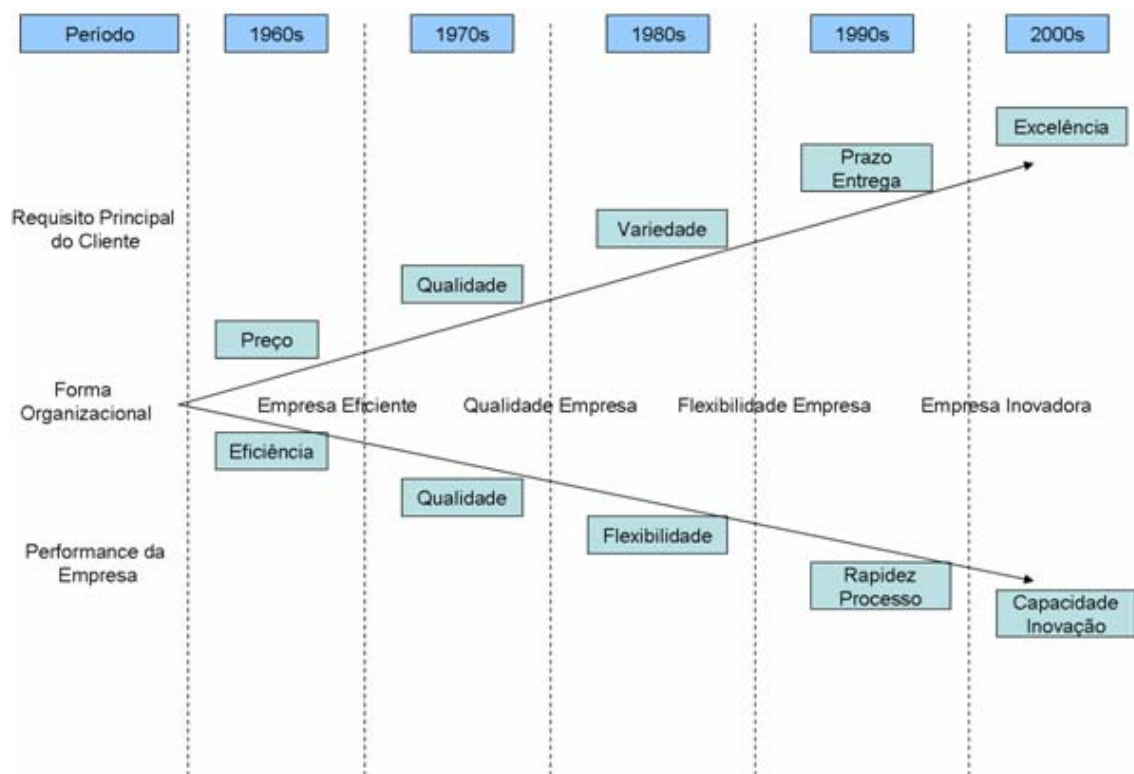 Período
1960s
1970s
1980s
1990s
2000s
Excelência
Prazo
Entrega
Requisito Principal
do Cliente
Variedade
Qualidade
Preço
Forma
Organizacional
Empresa Eficiente
Qualidade Empresa
Flexibilidade Empresa
Empresa Inovadora
Eficiência
Qualidade
Flexibilidade
Performance da
Empresa
Rapidez
Processo
Capacidade
Inovação